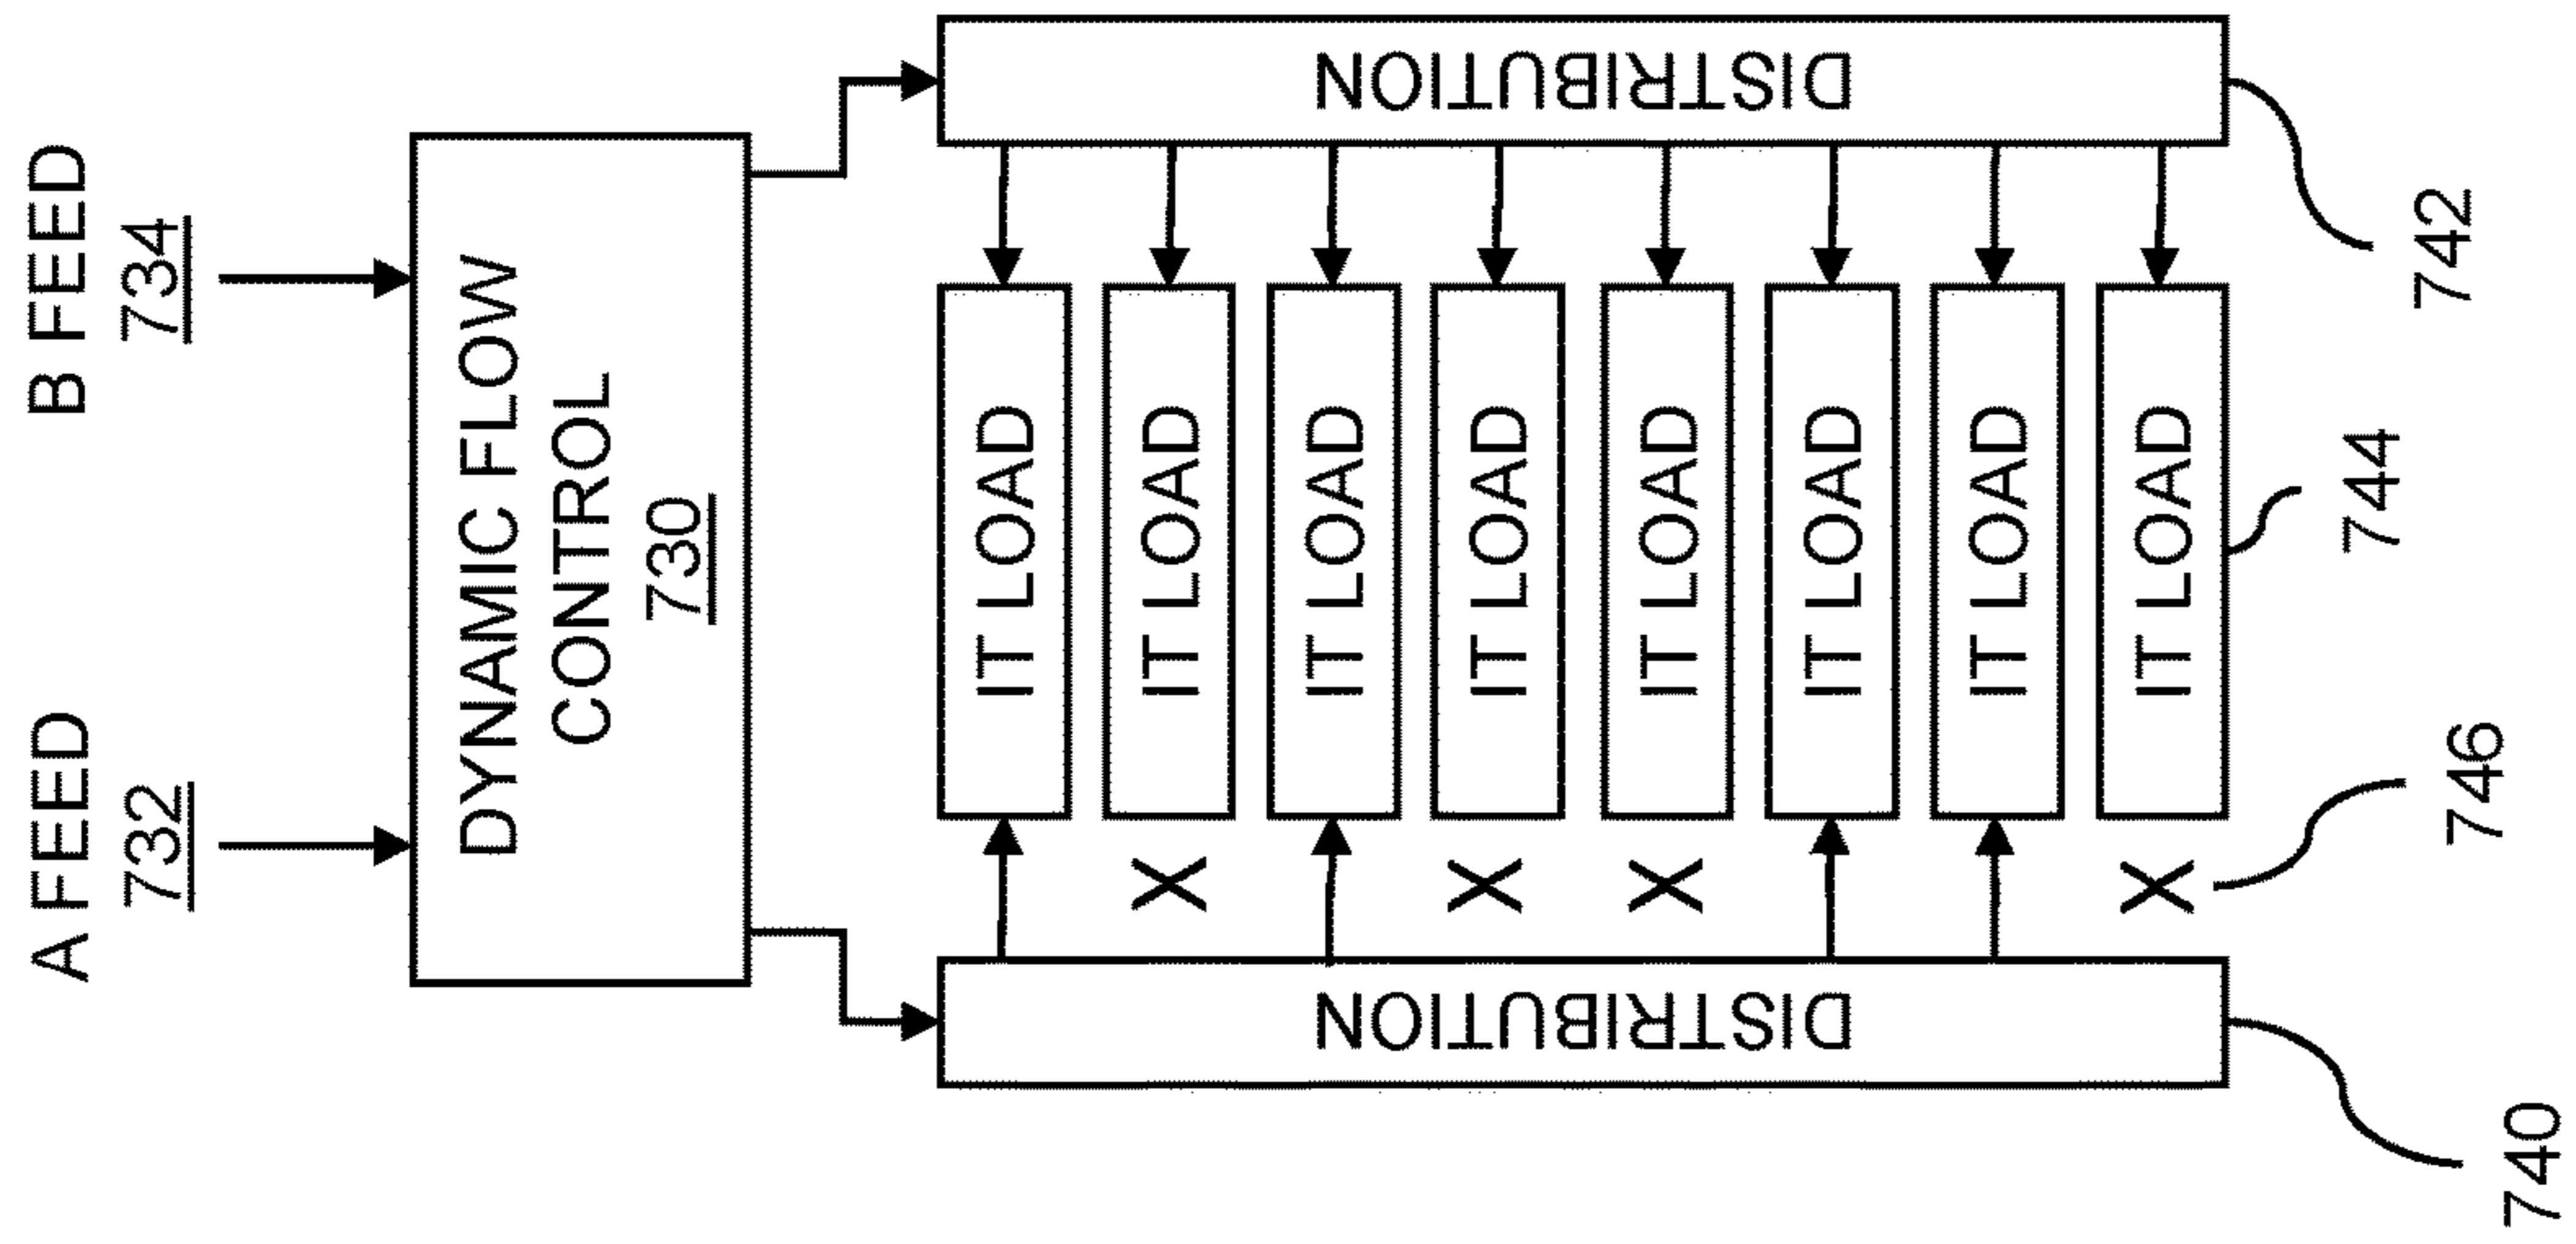 A FEED
732
B FEED
734
DYNAMIC FLOW
CONTROL
730
DISTRIBUTION
DISTRIBUTION
IT LOAD
X
IT LOAD
IT LOAD
X
IT LOAD
X
IT LOAD
IT LOAD
IT LOAD
X
IT LOAD
740
746
744
742